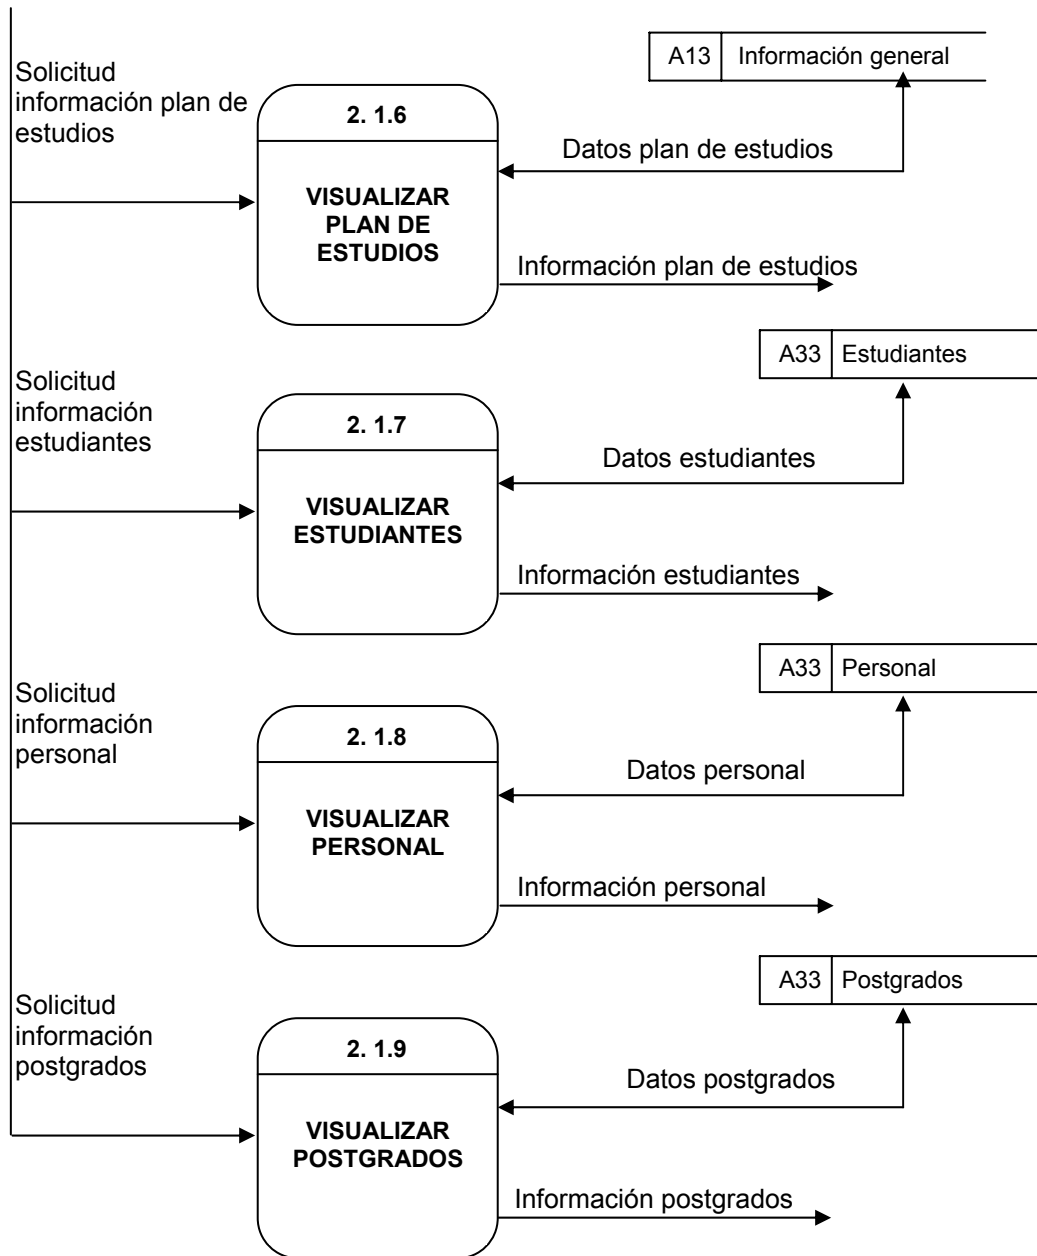 A13 Información general
Solicitud
información plan de
estudios
2. 1.6
Datos plan de estudios
VISUALIZAR
PLAN DE
ESTUDIOS
Información plan de estudios
A33 Estudiantes
Solicitud
información
estudiantes
2. 1.7
Datos estudiantes
VISUALIZAR
ESTUDIANTES
Información estudiantes
A33 Personal
Solicitud
información
personal
2. 1.8
Datos personal
VISUALIZAR
PERSONAL
Información personal
A33 Postgrados
Solicitud
información
postgrados
2. 1.9
Datos postgrados
VISUALIZAR
POSTGRADOS
Información postgrados